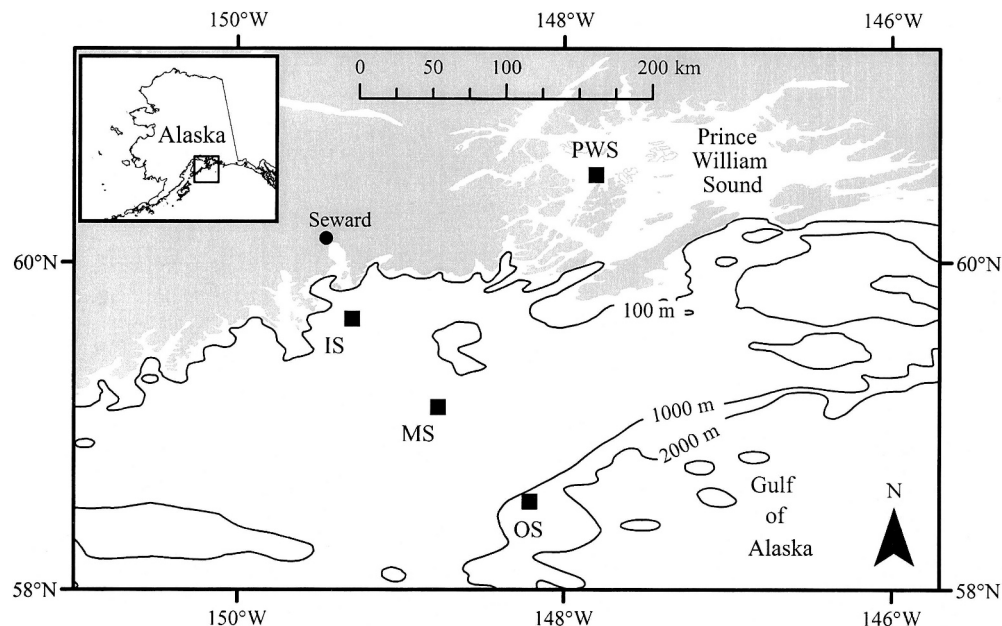 150°W
148°W
146°W
0
50
100
200 km
Alaska
PWS
Prince
William
Sound
Seward
60°N
60°N
100 m
IS
MS
1000 m
2000 m
OS
Gulf
of
Alaska
N
58°N
58°N
150°W
148°W
146°W